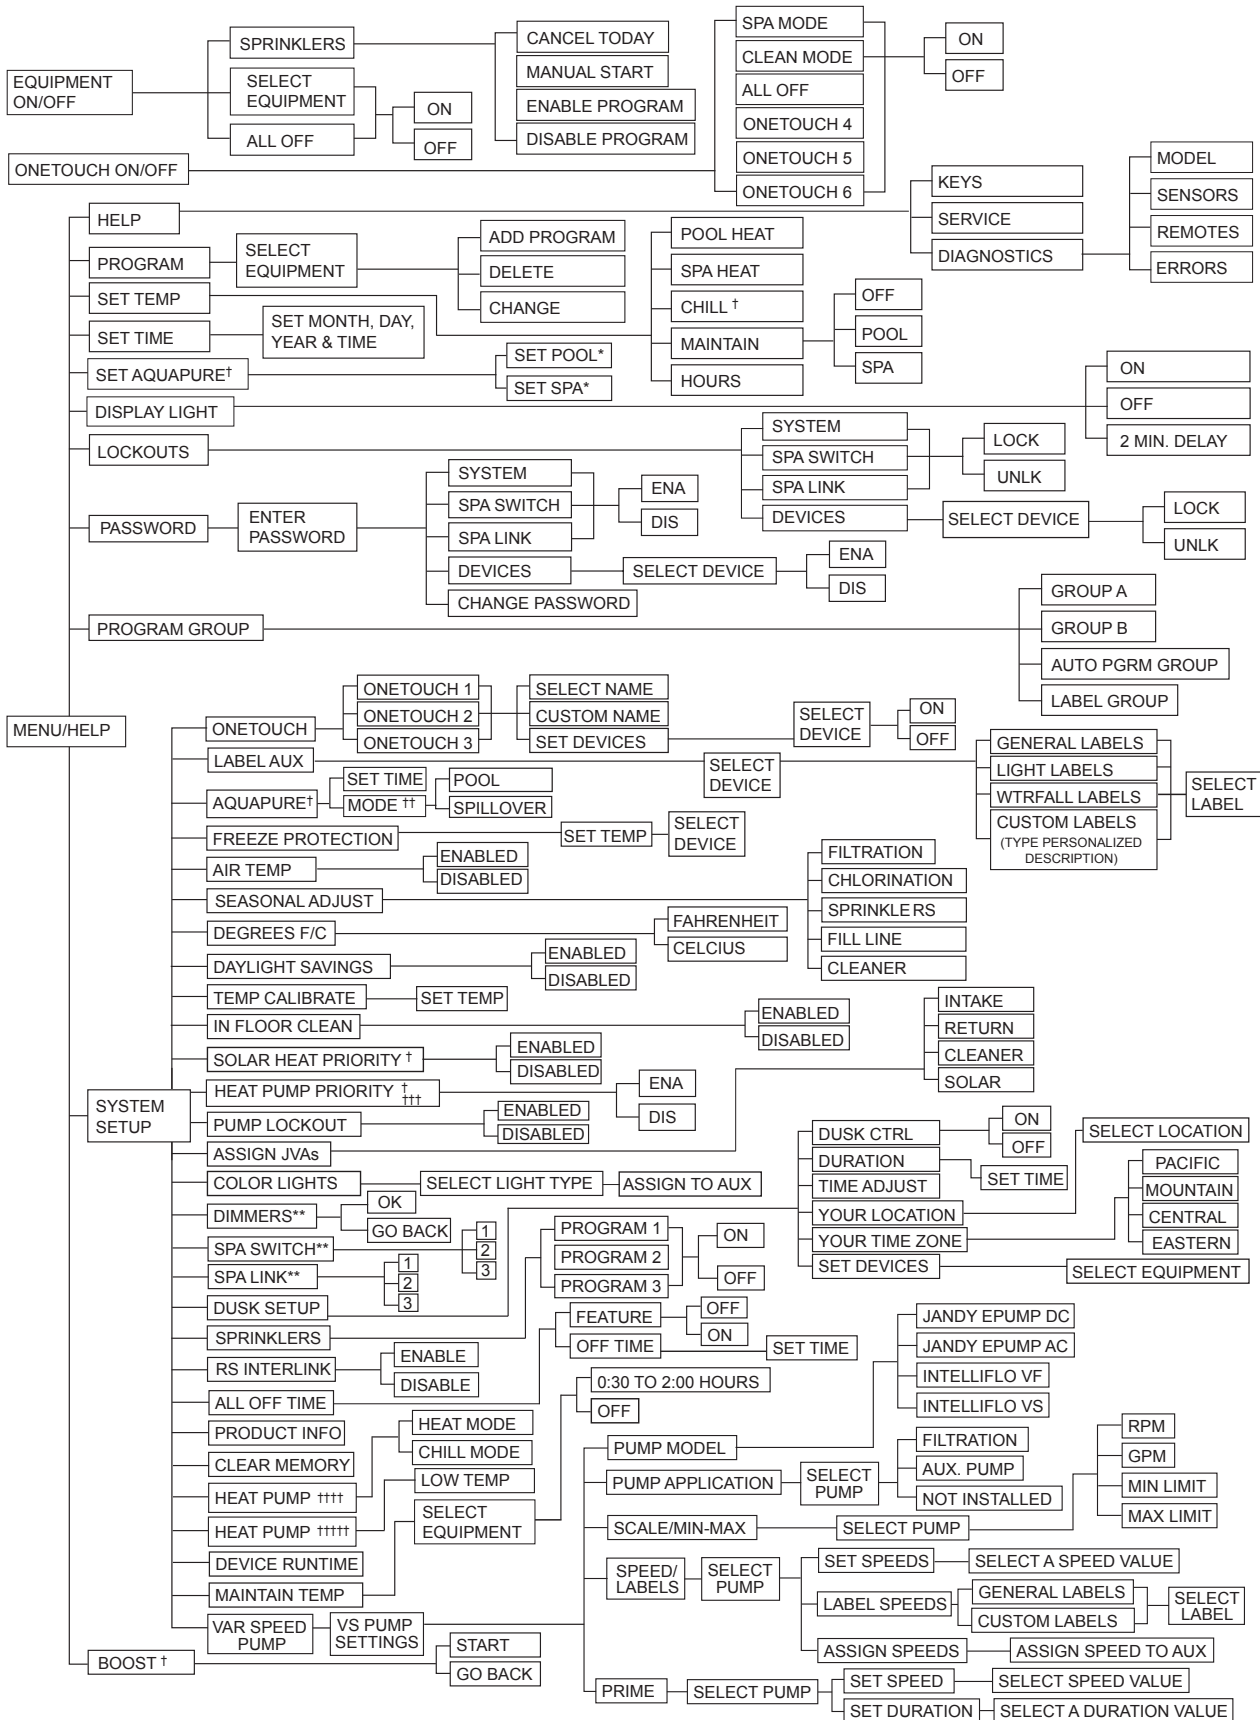 EQUIPMENT
ON/OFF
SPRINKLERS
CANCEL TODAY
MANUAL START
ENABLE PROGRAM
DISABLE PROGRAM
SELECT
EQUIPMENT
ALL OFF
ON
OFF
ONETOUCH ON/OFF
SPA MODE
CLEAN MODE
ALL OFF
ONETOUCH 4
ONETOUCH 5
ONETOUCH 6
ON
OFF
MENU/HELP
HELP
KEYS
SERVICE
DIAGNOSTICS
MODEL
SENSORS
REMOTES
ERRORS
PROGRAM
SELECT
EQUIPMENT
ADD PROGRAM
DELETE
CHANGE
SET TEMP
POOL HEAT
SPA HEAT
CHILL †
MAINTAIN
HOURS
OFF
POOL
SPA
SET TIME
SET MONTH, DAY,
YEAR & TIME
SET AQUAPURE†
SET POOL*
SET SPA*
DISPLAY LIGHT
ON
OFF
2 MIN. DELAY
LOCKOUTS
SYSTEM
SPA SWITCH
SPA LINK
DEVICES
LOCK
UNLK
SELECT DEVICE
LOCK
UNLK
PASSWORD
ENTER
PASSWORD
SYSTEM
SPA SWITCH
SPA LINK
DEVICES
CHANGE PASSWORD
ENA
DIS
SELECT DEVICE
ENA
DIS
PROGRAM GROUP
GROUP A
GROUP B
AUTO PGRM GROUP
LABEL GROUP
SYSTEM
SETUP
ONETOUCH
ONETOUCH 1
ONETOUCH 2
ONETOUCH 3
SELECT NAME
CUSTOM NAME
SET DEVICES
SELECT
DEVICE
ON
OFF
LABEL AUX
SELECT
DEVICE
GENERAL LABELS
LIGHT LABELS
WTRFALL LABELS
CUSTOM LABELS
(TYPE PERSONALIZED
DESCRIPTION)
SELECT
LABEL
AQUAPURE†
SET TIME
MODE ††
POOL
SPILLOVER
FREEZE PROTECTION
SET TEMP
SELECT
DEVICE
AIR TEMP
ENABLED
DISABLED
SEASONAL ADJUST
FILTRATION
CHLORINATION
SPRINKLERS
FILL LINE
CLEANER
DEGREES F/C
FAHRENHEIT
CELCIUS
DAYLIGHT SAVINGS
ENABLED
DISABLED
TEMP CALIBRATE
SET TEMP
IN FLOOR CLEAN
ENABLED
DISABLED
SOLAR HEAT PRIORITY †
ENABLED
DISABLED
HEAT PUMP PRIORITY †
†††
ENA
DIS
PUMP LOCKOUT
ENABLED
DISABLED
ASSIGN JVAs
INTAKE
RETURN
CLEANER
SOLAR
COLOR LIGHTS
SELECT LIGHT TYPE
ASSIGN TO AUX
DIMMERS**
OK
GO BACK
SPA SWITCH**
1
2
3
SPA LINK**
1
2
3
DUSK SETUP
DUSK CTRL
ON
OFF
DURATION
SET TIME
TIME ADJUST
YOUR LOCATION
SELECT LOCATION
YOUR TIME ZONE
PACIFIC
MOUNTAIN
CENTRAL
EASTERN
SET DEVICES
SELECT EQUIPMENT
SPRINKLERS
PROGRAM 1
PROGRAM 2
PROGRAM 3
ON
OFF
RS INTERLINK
ENABLE
DISABLE
ALL OFF TIME
FEATURE
OFF
ON
OFF TIME
SET TIME
PRODUCT INFO
CLEAR MEMORY
HEAT PUMP ††††
HEAT MODE
CHILL MODE
HEAT PUMP †††††
LOW TEMP
DEVICE RUNTIME
MAINTAIN TEMP
SELECT
EQUIPMENT
0:30 TO 2:00 HOURS
OFF
VAR SPEED
PUMP
VS PUMP
SETTINGS
PUMP MODEL
JANDY EPUMP DC
JANDY EPUMP AC
INTELLIFLO VF
INTELLIFLO VS
PUMP APPLICATION
SELECT
PUMP
FILTRATION
AUX. PUMP
NOT INSTALLED
SCALE/MIN-MAX
SELECT PUMP
RPM
GPM
MIN LIMIT
MAX LIMIT
SPEED/
LABELS
SELECT
PUMP
SET SPEEDS
SELECT A SPEED VALUE
LABEL SPEEDS
GENERAL LABELS
CUSTOM LABELS
SELECT
LABEL
ASSIGN SPEEDS
ASSIGN SPEED TO AUX
PRIME
SELECT PUMP
SET SPEED
SELECT SPEED VALUE
SET DURATION
SELECT A DURATION VALUE
BOOST †
START
GO BACK